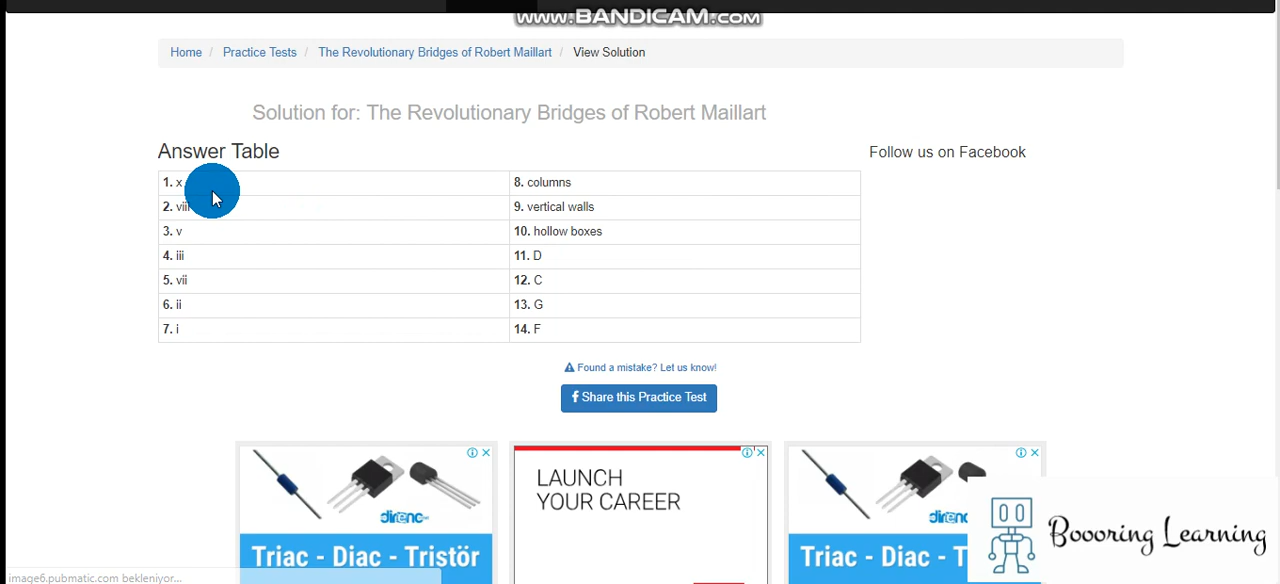 www.BANDICAM.com
Home / Practice Tests / The Revolutionary Bridges of Robert Maillart / View Solution
Solution for: The Revolutionary Bridges of Robert Maillart
Answer Table
Follow us on Facebook
1. x
8. columns
2. viii
9. vertical walls
3. v
10. hollow boxes
4. iii
11. D
5. vii
12. C
6. ii
13. G
7. i
14. F
Found a mistake? Let us know!
Share this Practice Test
LAUNCH
YOUR CAREER
direnc
direnc
Triac - Diac - Tristör
Triac - Diac - T
Boooring Learning
image6.pubmatic.com bekleniyor...